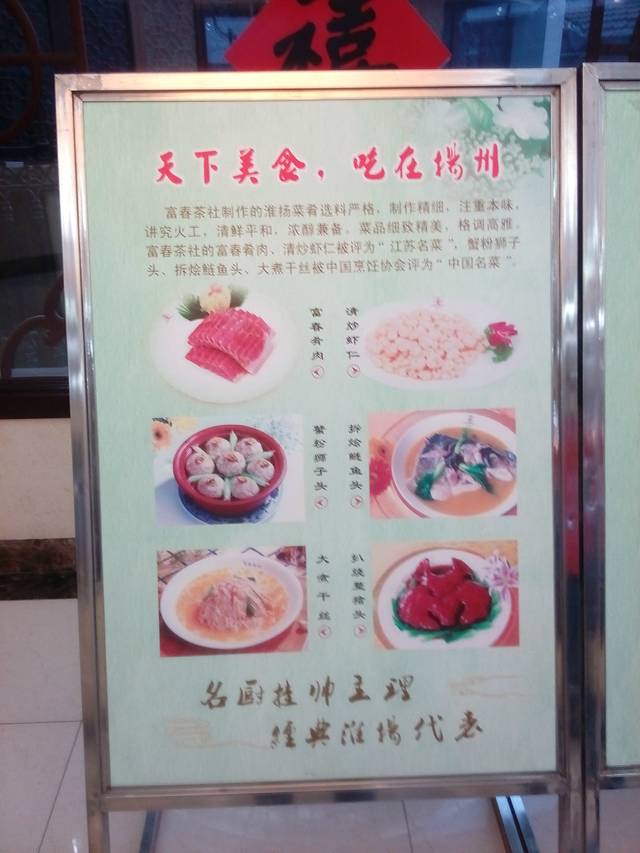 禧
天下美食，吃在揚州
富春茶社制作的淮扬菜肴选料严格，制作精细，注重本味，
讲究火工，清鲜平和，浓醇兼备。菜品细致精美，格调高雅。
富春茶社的富春肴肉、清炒虾仁被评为“江苏名菜”，蟹粉狮子
头、拆烩鲢鱼头、大煮干丝被中国烹饪协会评为“中国名菜”。
富春肴肉
清炒虾仁
蟹粉狮子头
拆烩鲢鱼头
大煮干丝
扒烧整猪头
名厨挂帅主理
經典淮揚代表